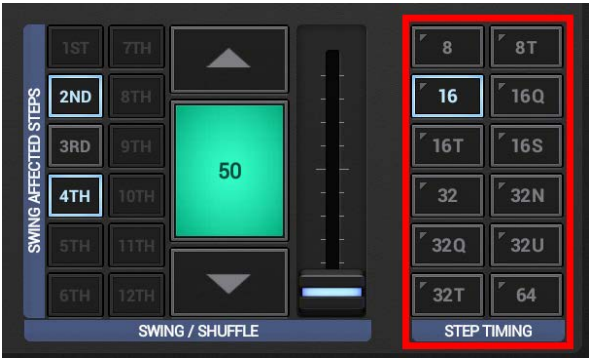 SWING AFFECTED STEPS
1ST 7TH
2ND 8TH
3RD 9TH
4TH 10TH
5TH 11TH
6TH 12TH
50
SWING / SHUFFLE
8 8T
16 16Q
16T 16S
32 32N
32Q 32U
32T 64
STEP TIMING